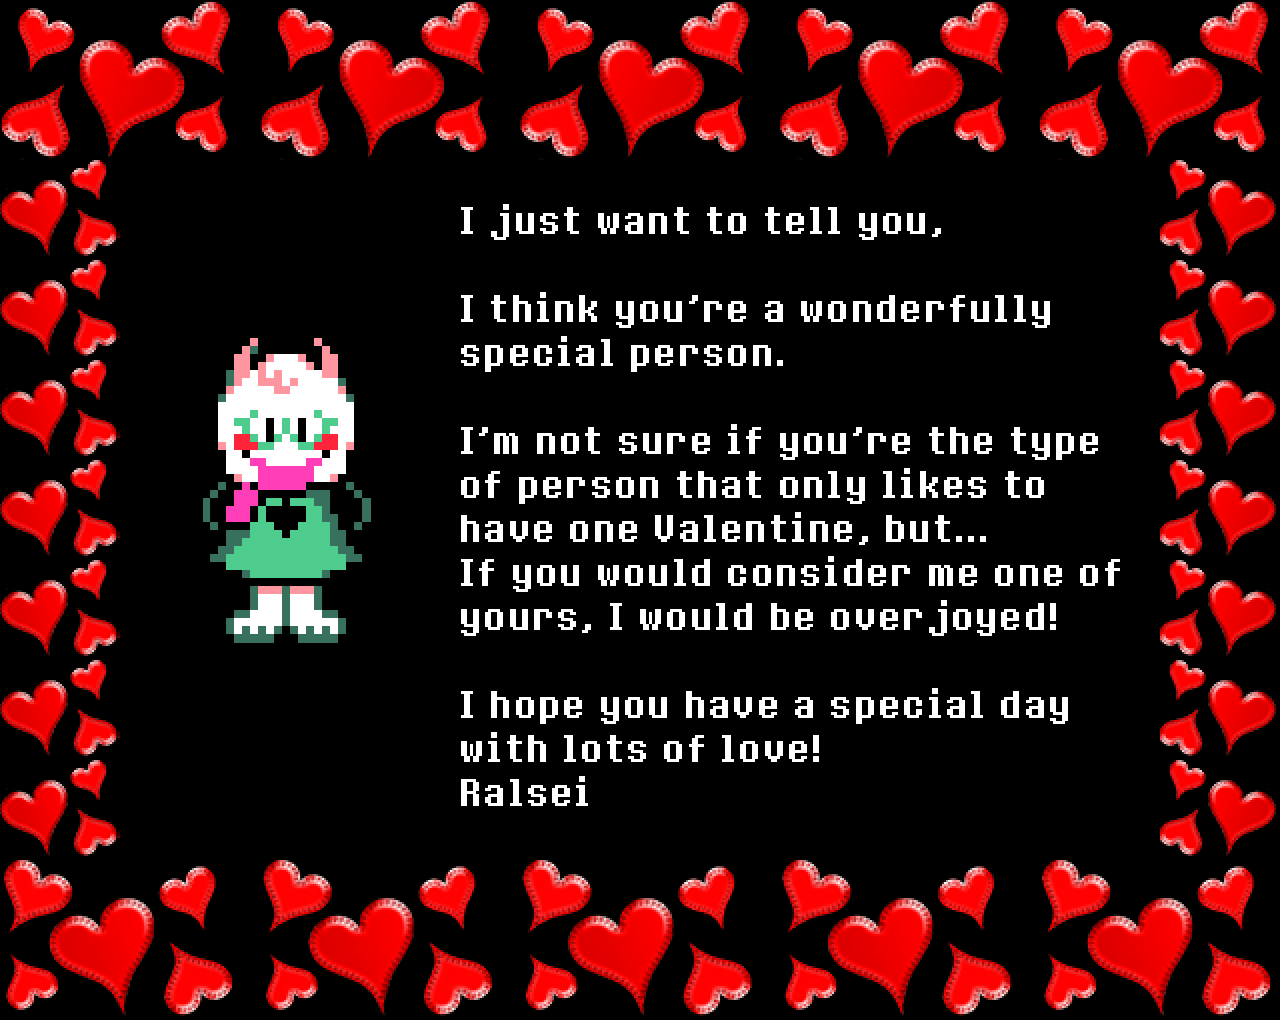 I just want to tell you,
I think you're a wonderfully
special person.
I'm not sure if you're the type
of person that only likes to
have one Valentine, but...
If you would consider me one of
yours, I would be overjoyed!
I hope you have a special day
with lots of love!
Ralsei